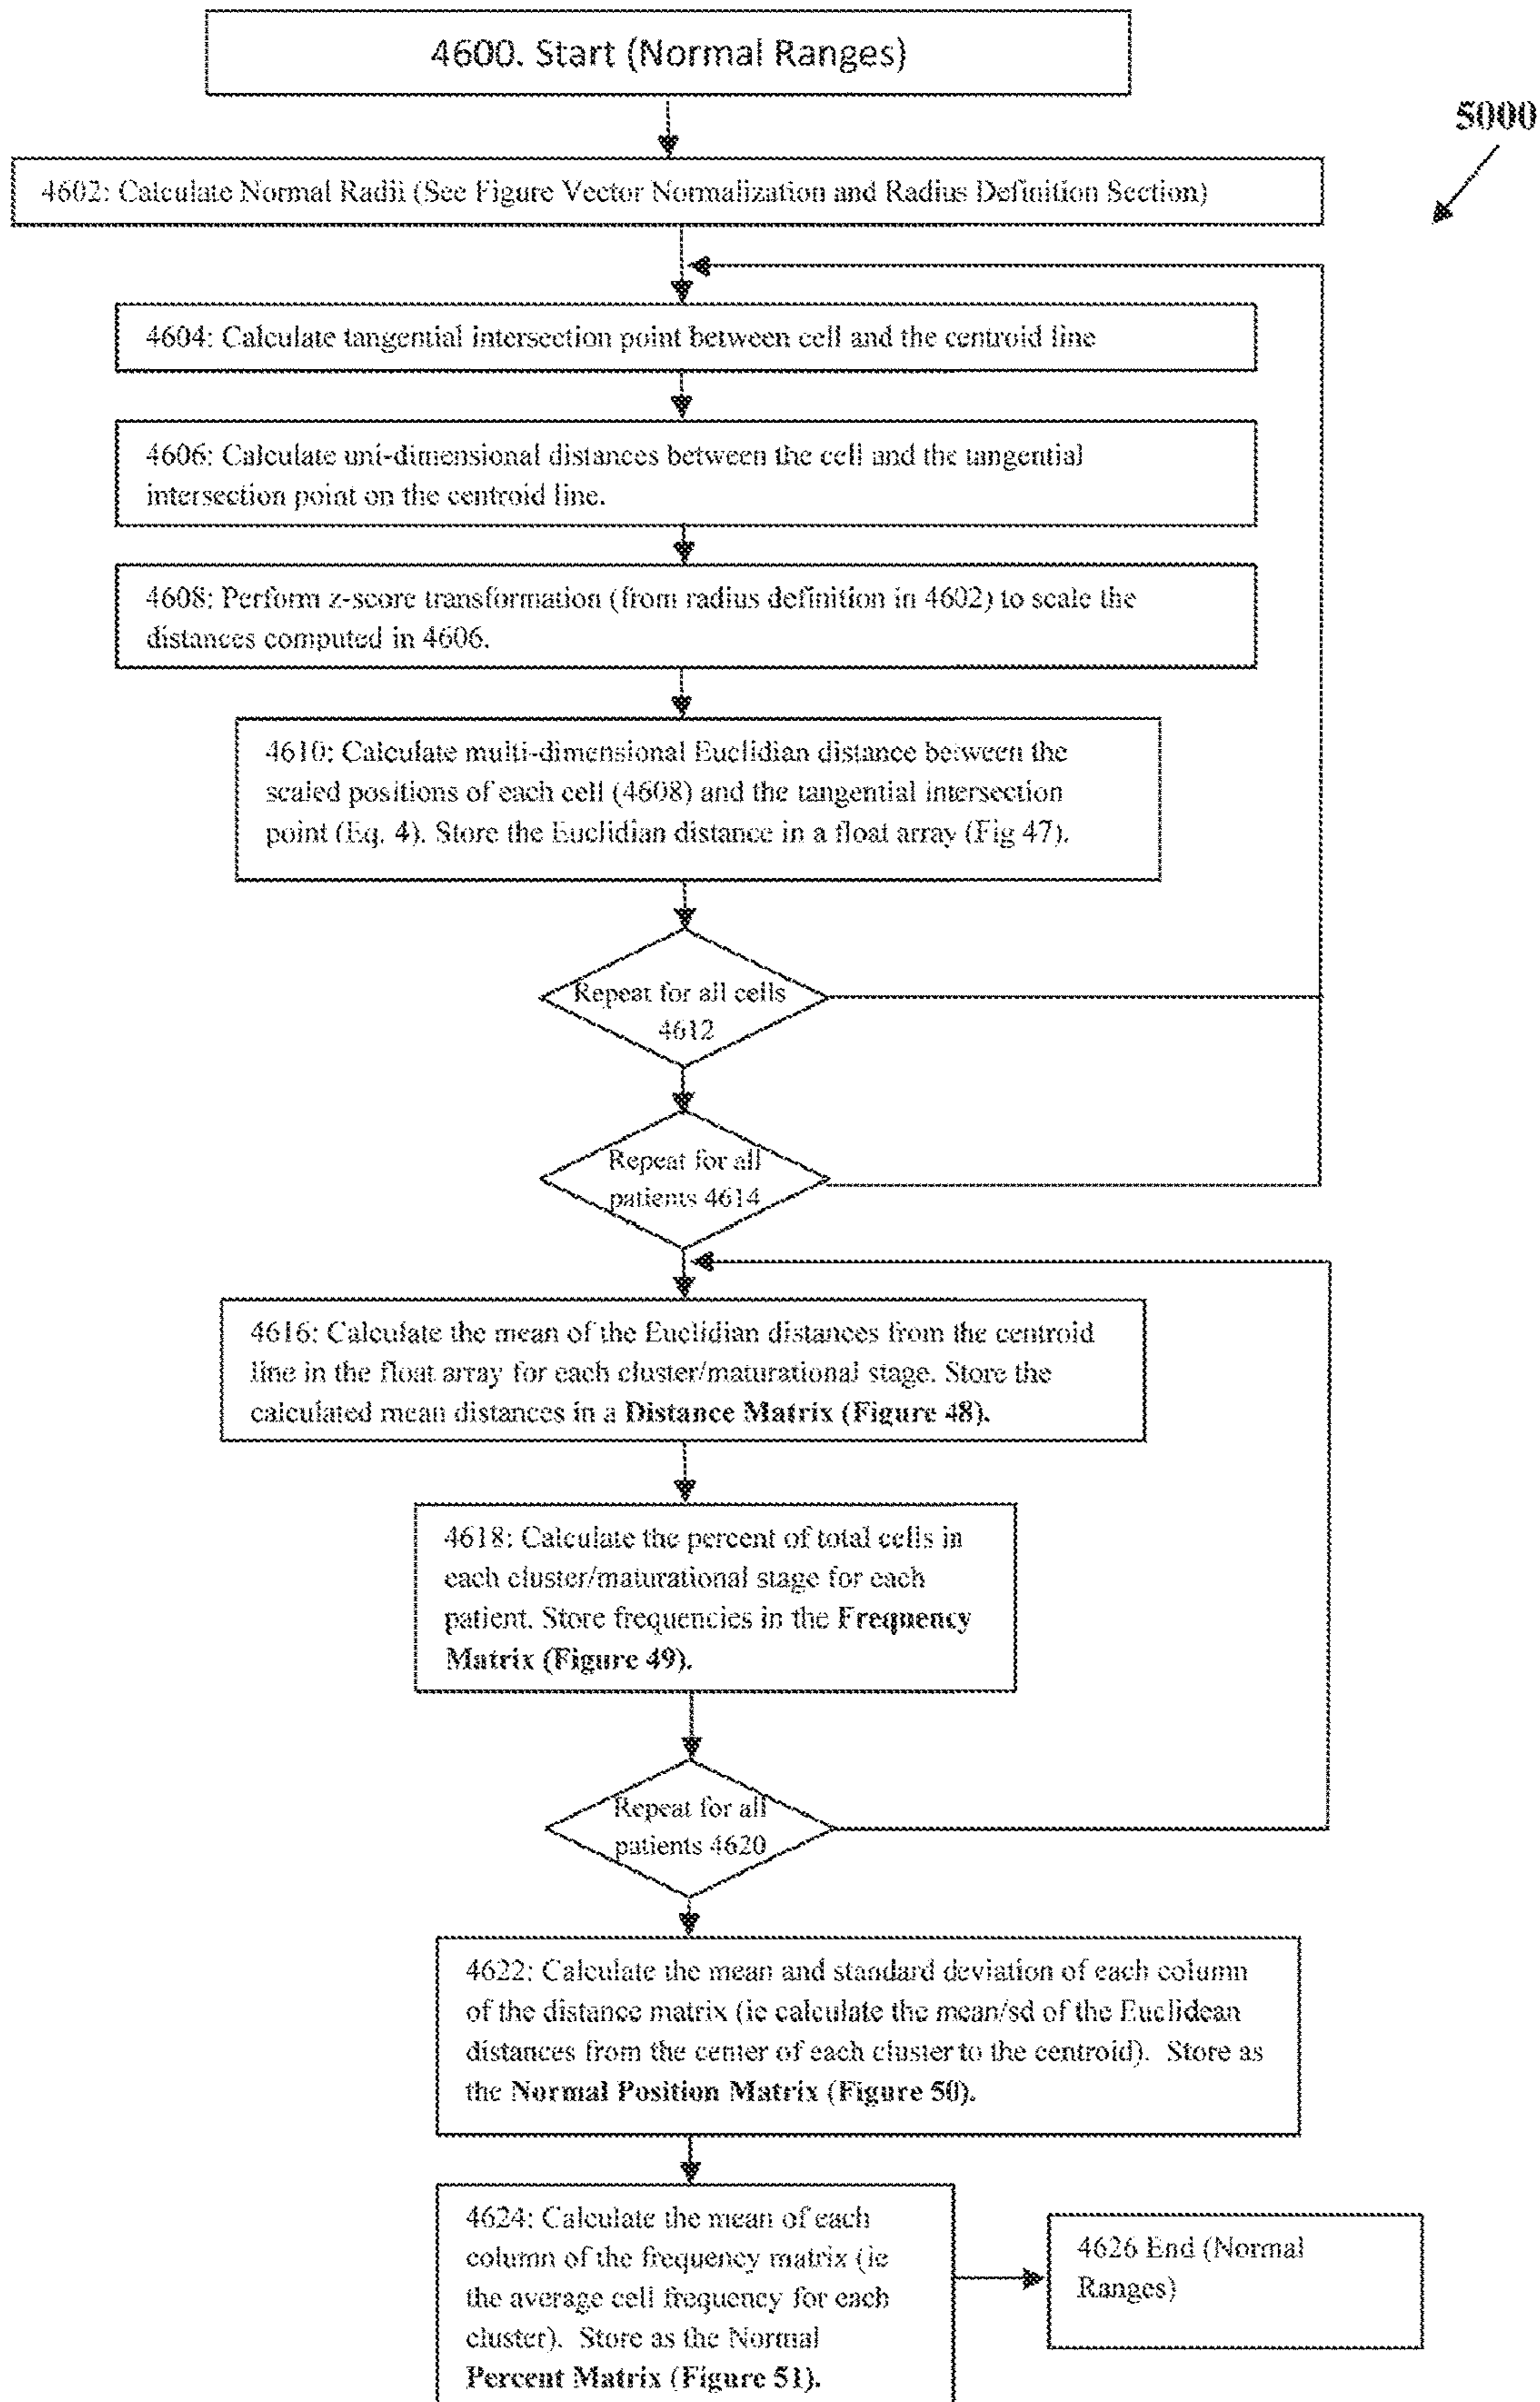 4600. Start (Normal Ranges)
5000
4602: Calculate Normal Radii (See Figure Vector Normalization and Radius Definition Section)
4604: Calculate tangential intersection point between cell and the centroid line
4606: Calculate uni-dimensional distances between the cell and the tangential
intersection point on the centroid line.
4608: Perform z-score transformation (from radius definition in 4602) to scale the
distances computed in 4606.
4610: Calculate multi-dimensional Euclidian distance between the
scaled positions of each cell (4608) and the tangential intersection
point (Eq. 4). Store the Euclidian distance in a float array (Fig 47).
Repeat for all cells
4612
Repeat for all
patients 4614
4616: Calculate the mean of the Euclidian distances from the centroid
line in the float array for each cluster/maturational stage. Store the
calculated mean distances in a Distance Matrix (Figure 48).
4618: Calculate the percent of total cells in
each cluster/maturational stage for each
patient. Store frequencies in the Frequency
Matrix (Figure 49).
Repeat for all
patients 4620
4622: Calculate the mean and standard deviation of each column
of the distance matrix (ie calculate the mean/sd of the Euclidean
distances from the center of each cluster to the centroid). Store as
the Normal Position Matrix (Figure 50).
4624: Calculate the mean of each
column of the frequency matrix (ie
the average cell frequency for each
cluster). Store as the Normal
Percent Matrix (Figure 51).
4626 End (Normal
Ranges)